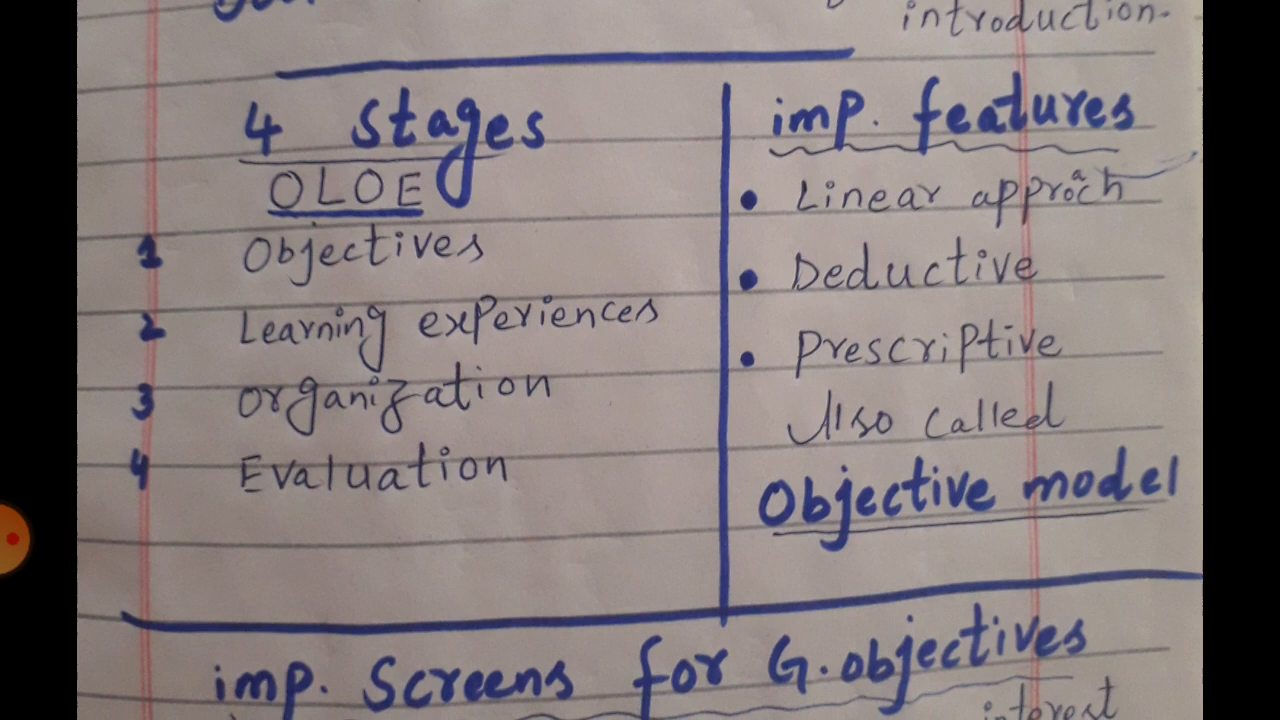 introduction.
4 stages
OLOE
1 Objectives
2 Learning experiences
3 organization
4 Evaluation
imp. features
• Linear approach
• Deductive
• Prescriptive
Also called
Objective model
imp. Screens for G.objectives
interest